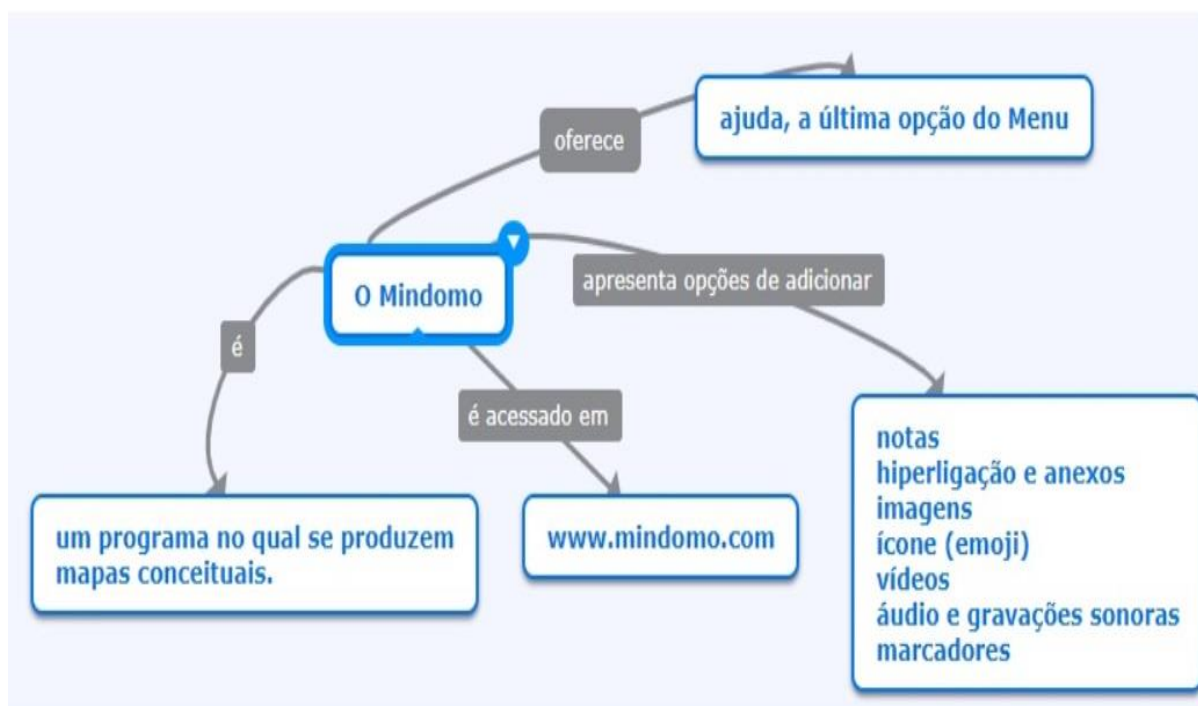 ajuda, a última opção do Menu
oferece
O Mindomo
apresenta opções de adicionar
é
é acessado em
notas
hiperligação e anexos
imagens
ícone (emoji)
vídeos
áudio e gravações sonoras
marcadores
um programa no qual se produzem
mapas conceituais.
www.mindomo.com